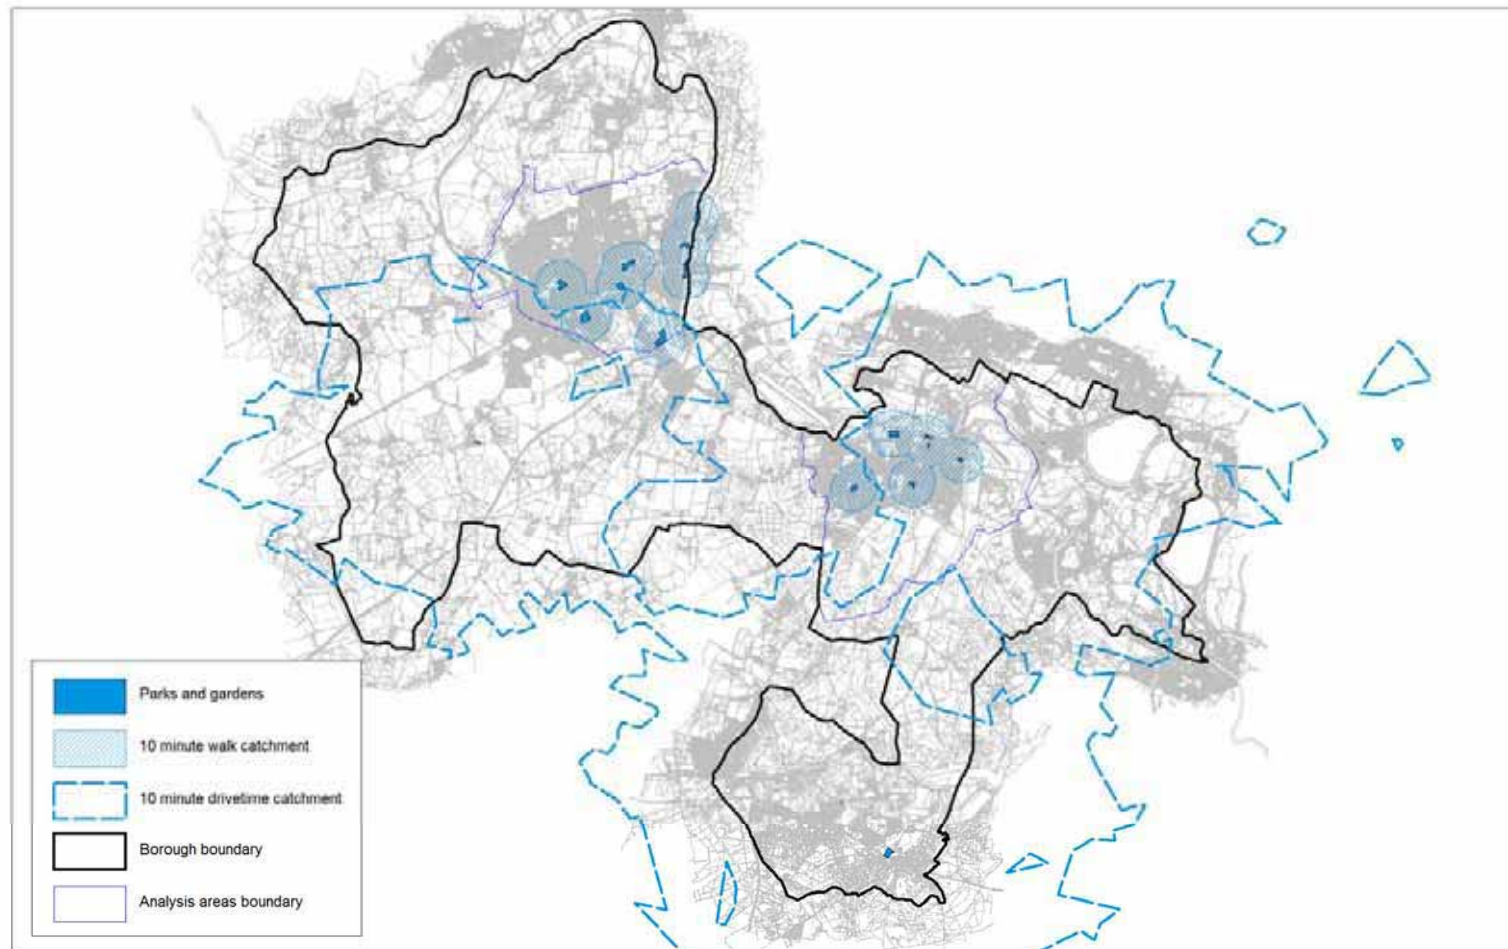 Parks and gardens
10 minute walk catchment
10 minute drivetime catchment
Borough boundary
Analysis areas boundary